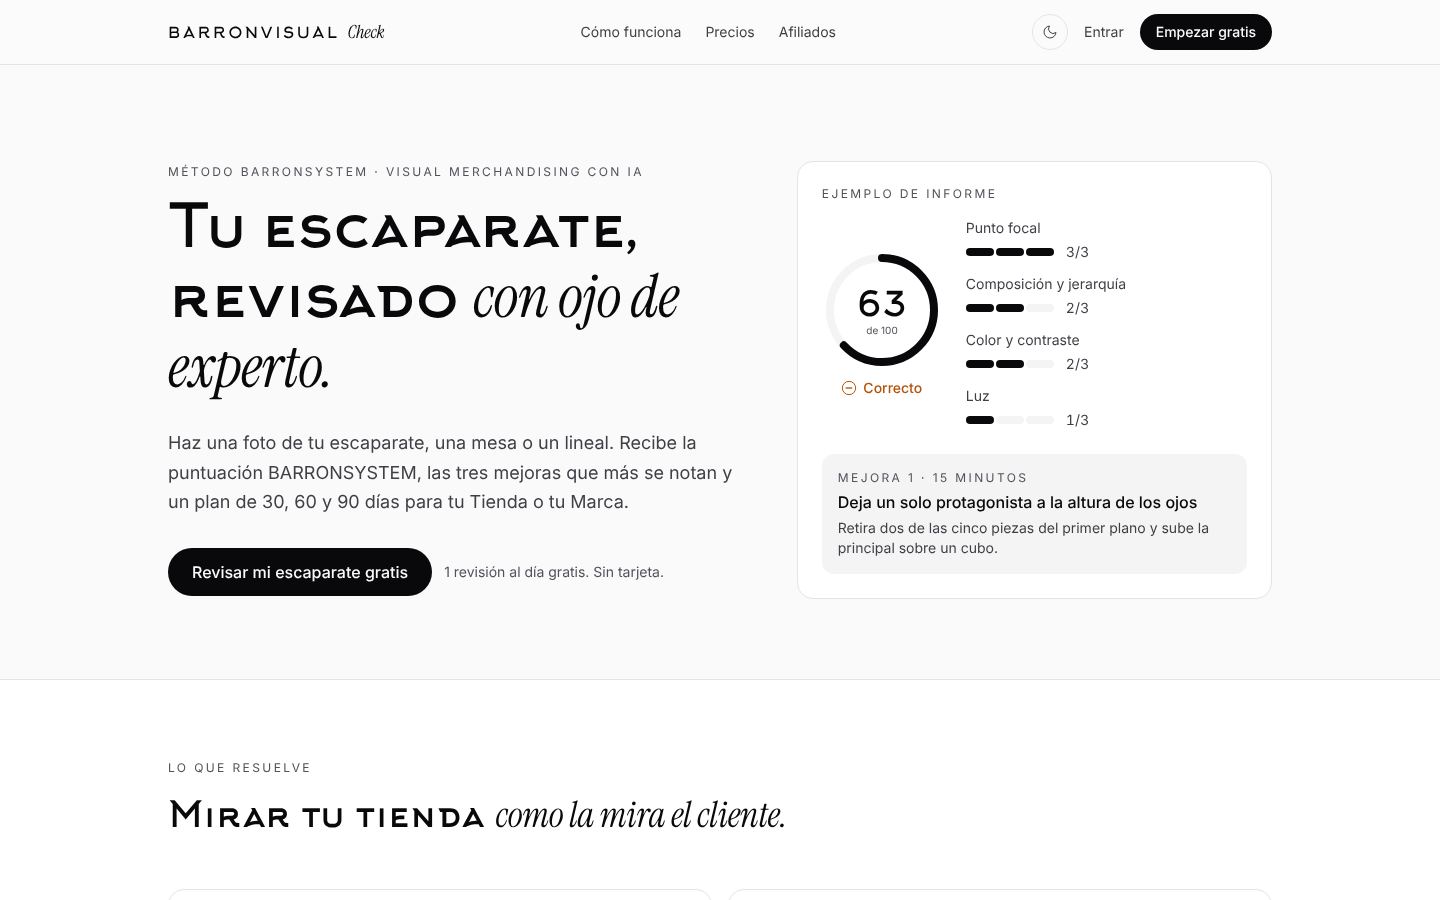 BARRONVISUAL Check
Cómo funciona
Precios
Afiliados
Entrar
Empezar gratis
MÉTODO BARRONSYSTEM · VISUAL MERCHANDISING CON IA
Tu escaparate,
revisado con ojo de
experto.
Haz una foto de tu escaparate, una mesa o un lineal. Recibe la
puntuación BARRONSYSTEM, las tres mejoras que más se notan y
un plan de 30, 60 y 90 días para tu Tienda o tu Marca.
Revisar mi escaparate gratis
1 revisión al día gratis. Sin tarjeta.
EJEMPLO DE INFORME
63
de 100
Correcto
Punto focal
3/3
Composición y jerarquía
2/3
Color y contraste
2/3
Luz
1/3
MEJORA 1 · 15 MINUTOS
Deja un solo protagonista a la altura de los ojos
Retira dos de las cinco piezas del primer plano y sube la
principal sobre un cubo.
LO QUE RESUELVE
Mirar tu tienda como la mira el cliente.